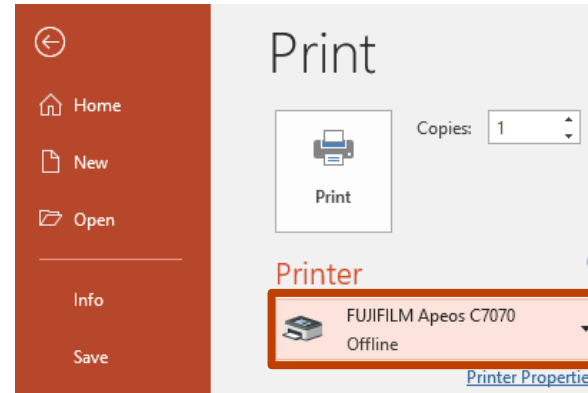 Print
Home
New
Open
Info
Save
Copies: 1
Print
Printer
FUJIFILM Apeos C7070
Offline
Printer Propertie